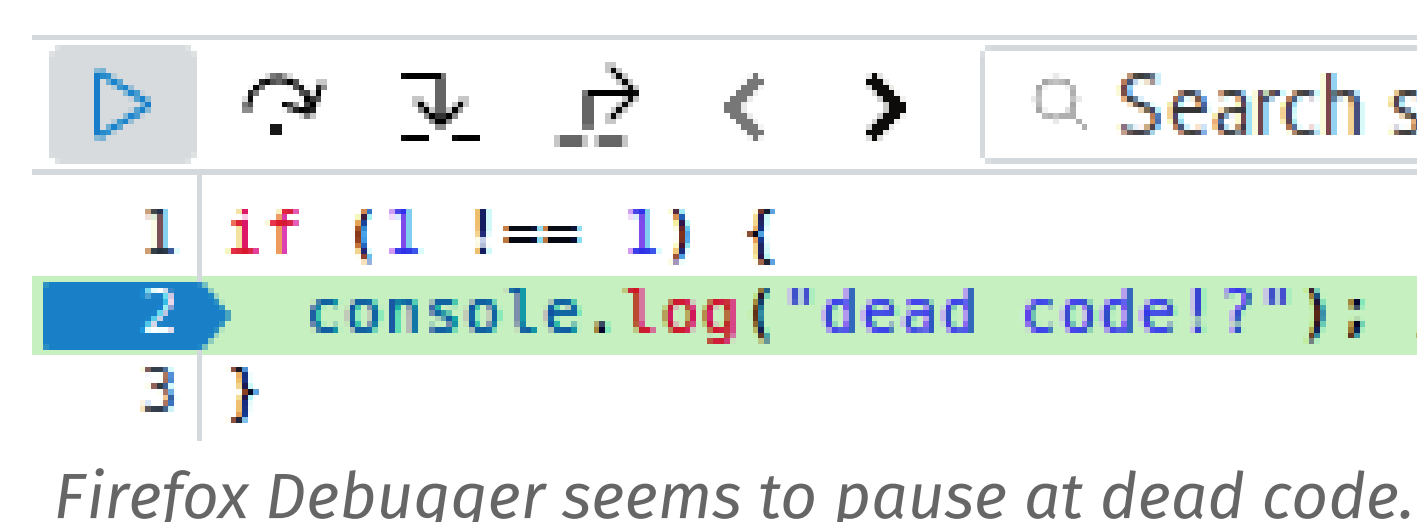 Search s
1 if (1 !== 1) {
2 console.log("dead code!?");
3 }
Firefox Debugger seems to pause at dead code.